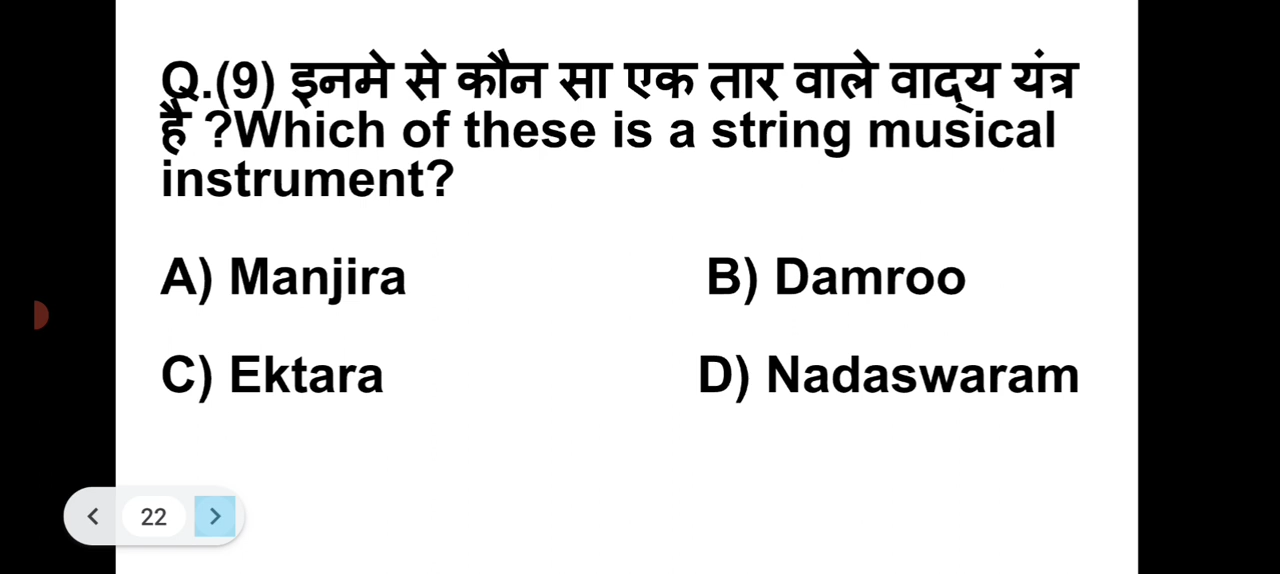 Q.(9) इनमे से कौन सा एक तार वाले वाद्य यंत्र
है ?Which of these is a string musical
instrument?
A) Manjira B) Damroo
C) Ektara D) Nadaswaram
22